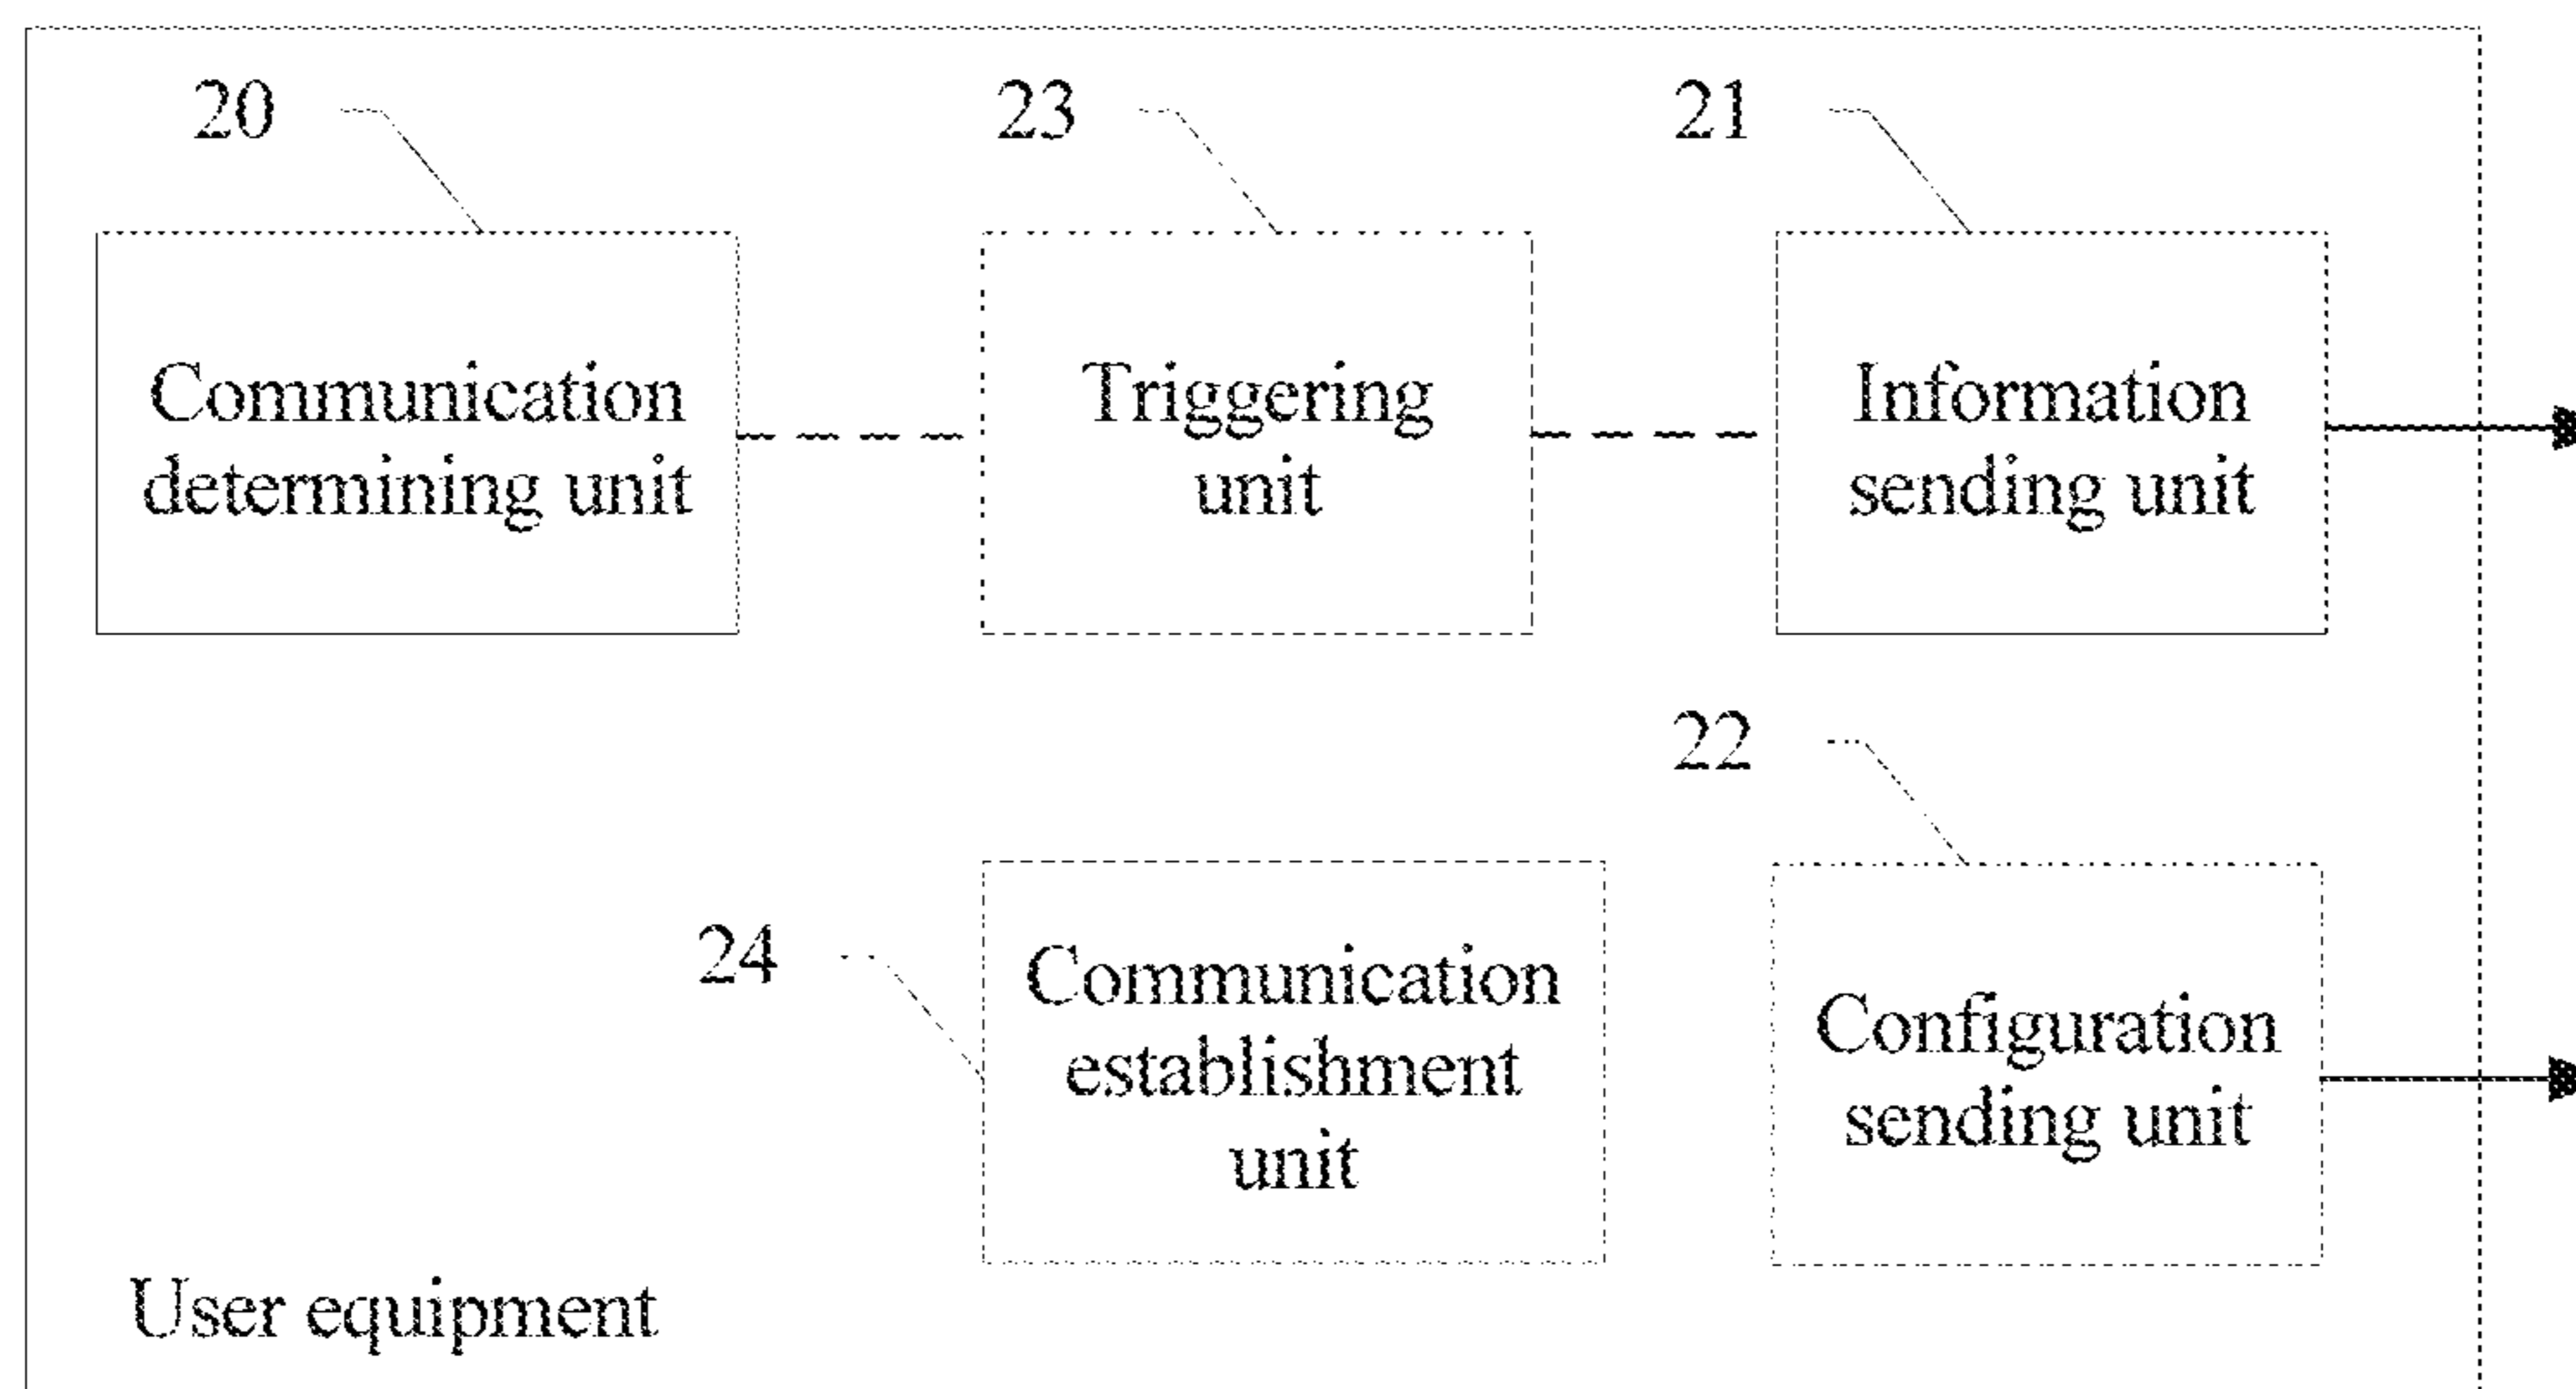 20
23
21
Communication
determining unit
Triggering
unit
Information
sending unit
22
24
Communication
establishment
unit
Configuration
sending unit
User equipment